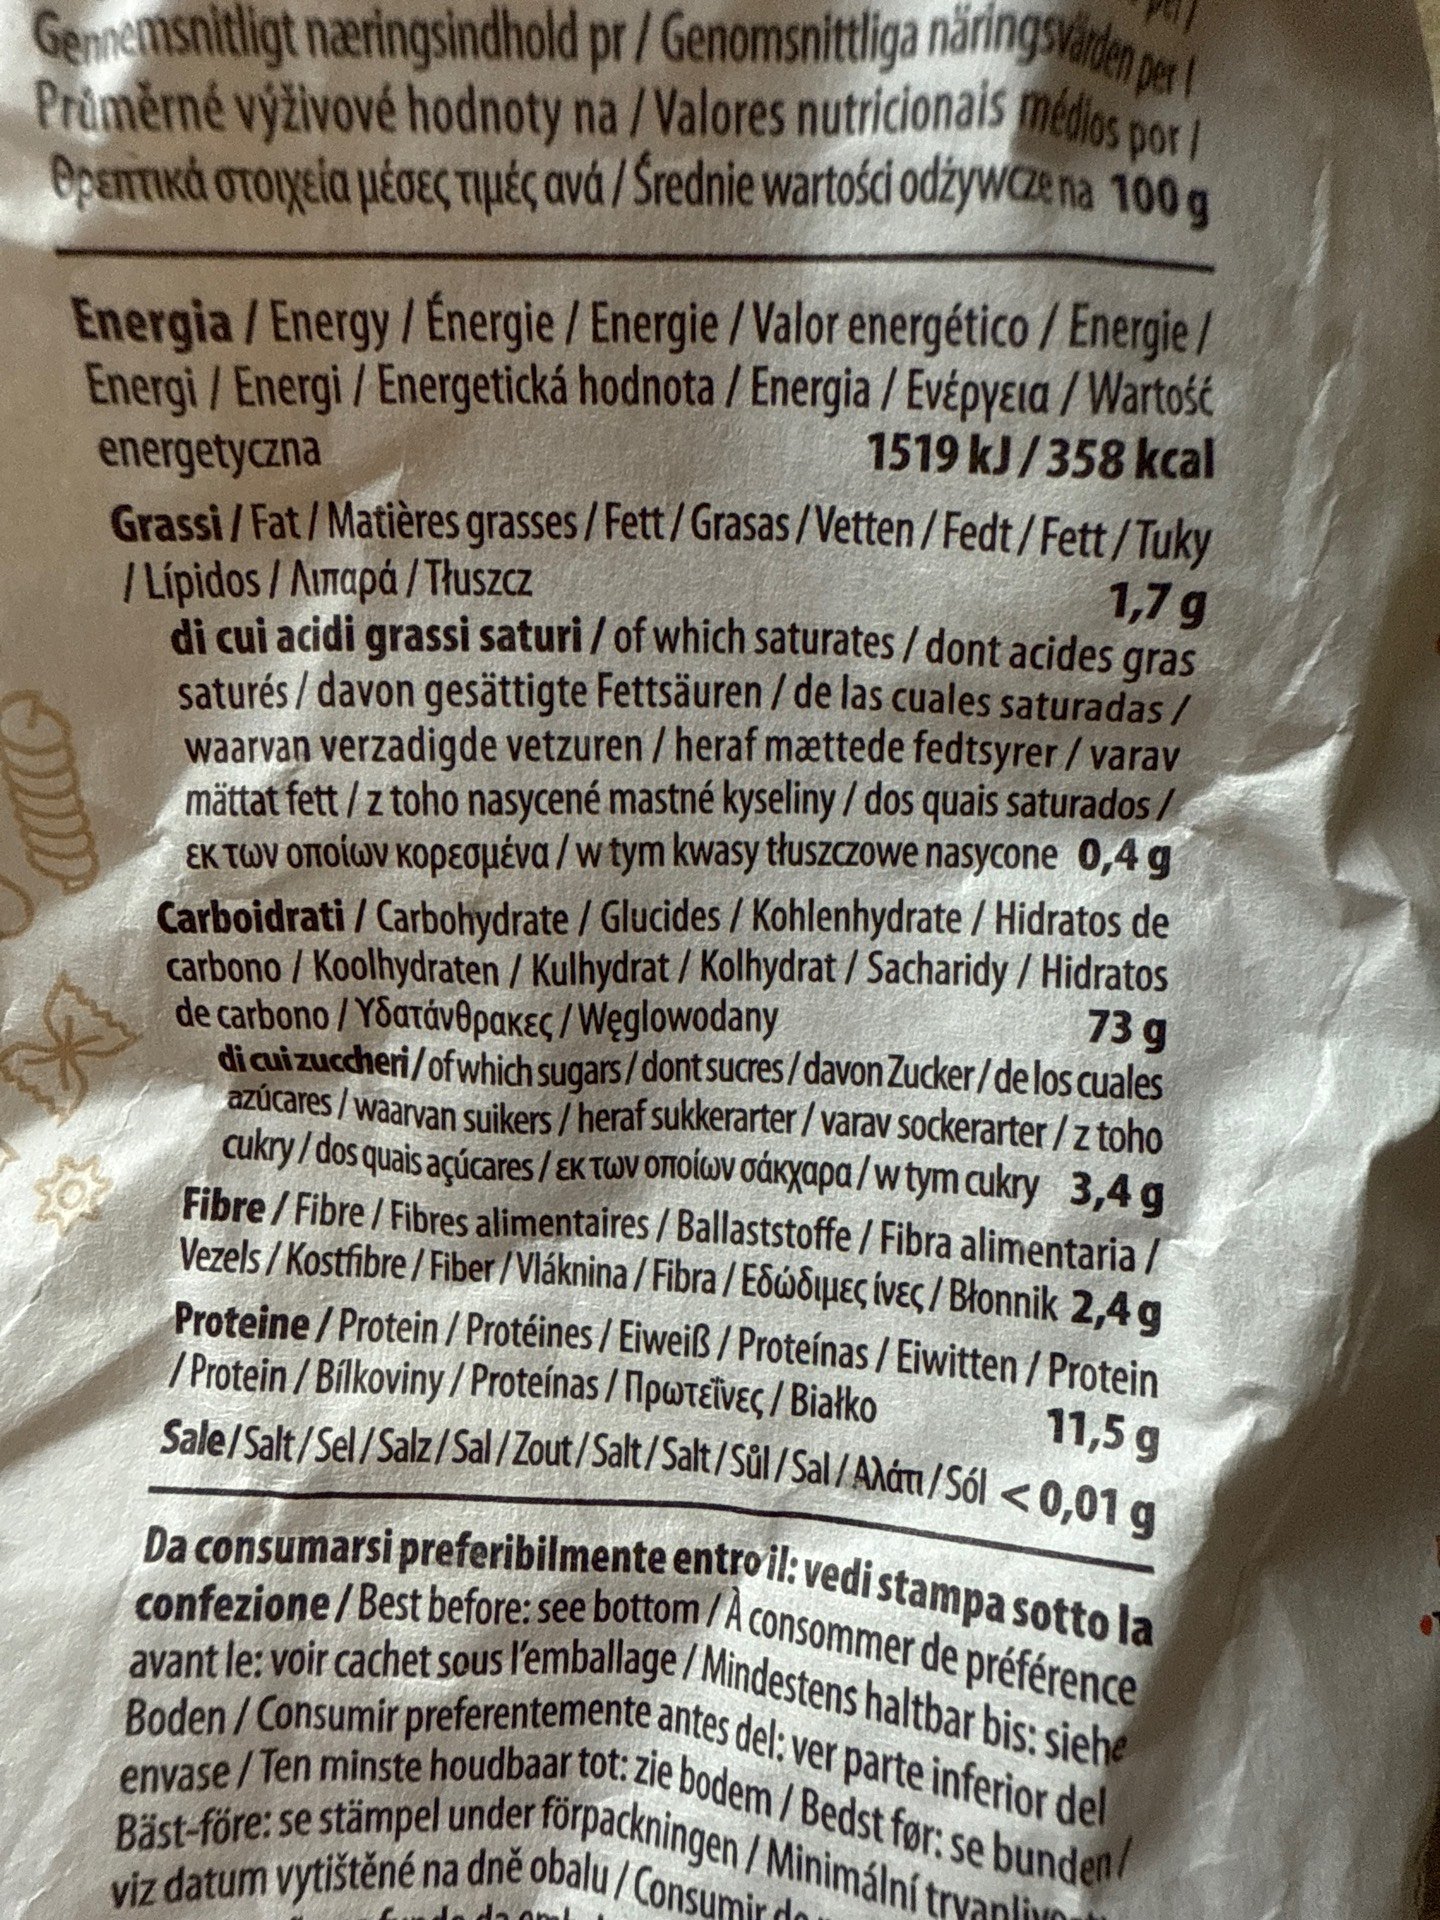 Gennemsnitligt næringsindhold pr / Genomsnittliga näringsvärden per /
Průměrné výživové hodnoty na / Valores nutricionais médios por /
Θρεπτικά στοιχεία μέσες τιμές ανά / Średnie wartości odżywcze na 100 g
Energia / Energy / Énergie / Energie / Valor energético / Energie /
Energi / Energi / Energetická hodnota / Energia / Ενέργεια / Wartość
energetyczna 1519 kJ / 358 kcal
Grassi / Fat / Matières grasses / Fett / Grasas / Vetten / Fedt / Fett / Tuky
/ Lípidos / Λιπαρά / Tłuszcz 1,7 g
di cui acidi grassi saturi / of which saturates / dont acides gras
saturés / davon gesättigte Fettsäuren / de las cuales saturadas /
waarvan verzadigde vetzuren / heraf mættede fedtsyrer / varav
mättat fett / z toho nasycené mastné kyseliny / dos quais saturados /
εκ των οποίων κορεσμένα / w tym kwasy tłuszczowe nasycone 0,4 g
Carboidrati / Carbohydrate / Glucides / Kohlenhydrate / Hidratos de
carbono / Koolhydraten / Kulhydrat / Kolhydrat / Sacharidy / Hidratos
de carbono / Υδατάνθρακες / Węglowodany 73 g
di cui zuccheri / of which sugars / dont sucres / davon Zucker / de los cuales
azúcares / waarvan suikers / heraf sukkerarter / varav sockerarter / z toho
cukry / dos quais açúcares / εκ των οποίων σάκχαρα / w tym cukry 3,4 g
Fibre / Fibre / Fibres alimentaires / Ballaststoffe / Fibra alimentaria /
Vezels / Kostfibre / Fiber / Vláknina / Fibra / Εδώδιμες ίνες / Błonnik 2,4 g
Proteine / Protein / Protéines / Eiweiß / Proteínas / Eiwitten / Protein
/ Protein / Bílkoviny / Proteínas / Πρωτεΐνες / Białko 11,5 g
Sale / Salt / Sel / Salz / Sal / Zout / Salt / Salt / Sůl / Sal / Αλάτι / Sól < 0,01 g
Da consumarsi preferibilmente entro il: vedi stampa sotto la
confezione / Best before: see bottom / À consommer de préférence
avant le: voir cachet sous l'emballage / Mindestens haltbar bis: siehe
Boden / Consumir preferentemente antes del: ver parte inferior del
envase / Ten minste houdbaar tot: zie bodem / Bedst før: se bunden /
Bäst-före: se stämpel under förpackningen / Minimální
viz datum vytištěné na dně obalu / Consumir